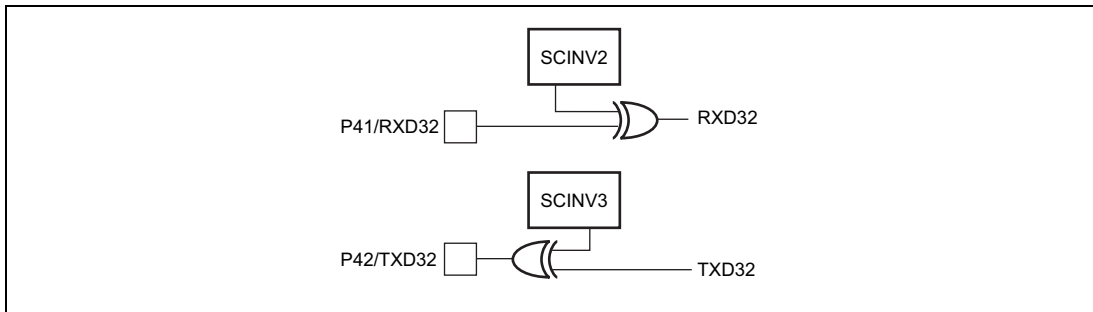 SCINV2
P41/RXD32
RXD32
SCINV3
P42/TXD32
TXD32